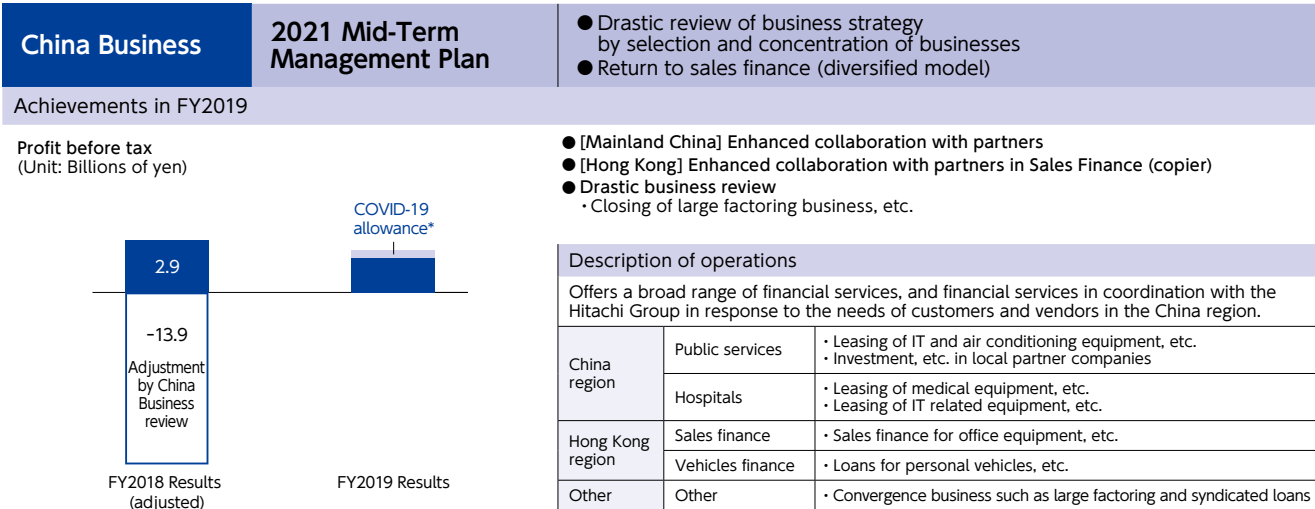 China Business
2021 Mid-Term
Management Plan
● Drastic review of business strategy
by selection and concentration of businesses
● Return to sales finance (diversified model)
Achievements in FY2019
Profit before tax
(Unit: Billions of yen)
COVID-19
allowance*
2.9
-13.9
Adjustment
by China
Business
review
FY2018 Results
(adjusted)
FY2019 Results
● [Mainland China] Enhanced collaboration with partners
● [Hong Kong] Enhanced collaboration with partners in Sales Finance (copier)
● Drastic business review
・Closing of large factoring business, etc.
Description of operations
Offers a broad range of financial services, and financial services in coordination with the
Hitachi Group in response to the needs of customers and vendors in the China region.
China
region
Public services
・Leasing of IT and air conditioning equipment, etc.
・Investment, etc. in local partner companies
Hospitals
・Leasing of medical equipment, etc.
・Leasing of IT related equipment, etc.
Hong Kong
region
Sales finance
・Sales finance for office equipment, etc.
Vehicles finance
・Loans for personal vehicles, etc.
Other
Other
・Convergence business such as large factoring and syndicated loans